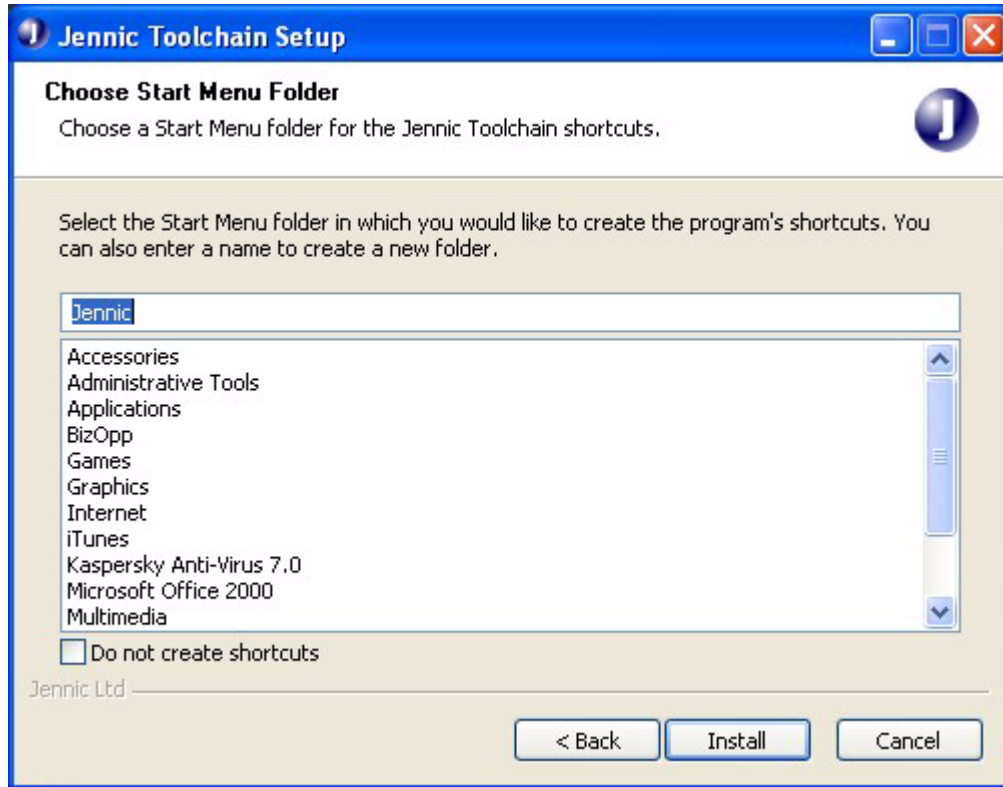 Jennic Toolchain Setup
Choose Start Menu Folder
Choose a Start Menu folder for the Jennic Toolchain shortcuts.
J
Select the Start Menu folder in which you would like to create the program's shortcuts. You
can also enter a name to create a new folder.
Jennic
Accessories
Administrative Tools
Applications
BizOpp
Games
Graphics
Internet
iTunes
Kaspersky Anti-Virus 7.0
Microsoft Office 2000
Multimedia
Do not create shortcuts
Jennic Ltd
< Back
Install
Cancel